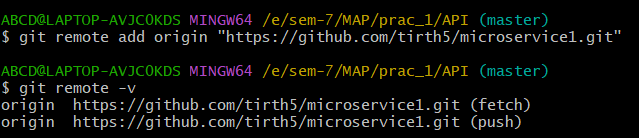 ABCD@LAPTOP-AVJC0KDS MINGW64 /e/sem-7/MAP/prac_1/API (master)
$ git remote add origin "https://github.com/tirth5/microservice1.git"
ABCD@LAPTOP-AVJC0KDS MINGW64 /e/sem-7/MAP/prac_1/API (master)
$ git remote -v
origin  https://github.com/tirth5/microservice1.git (fetch)
origin  https://github.com/tirth5/microservice1.git (push)